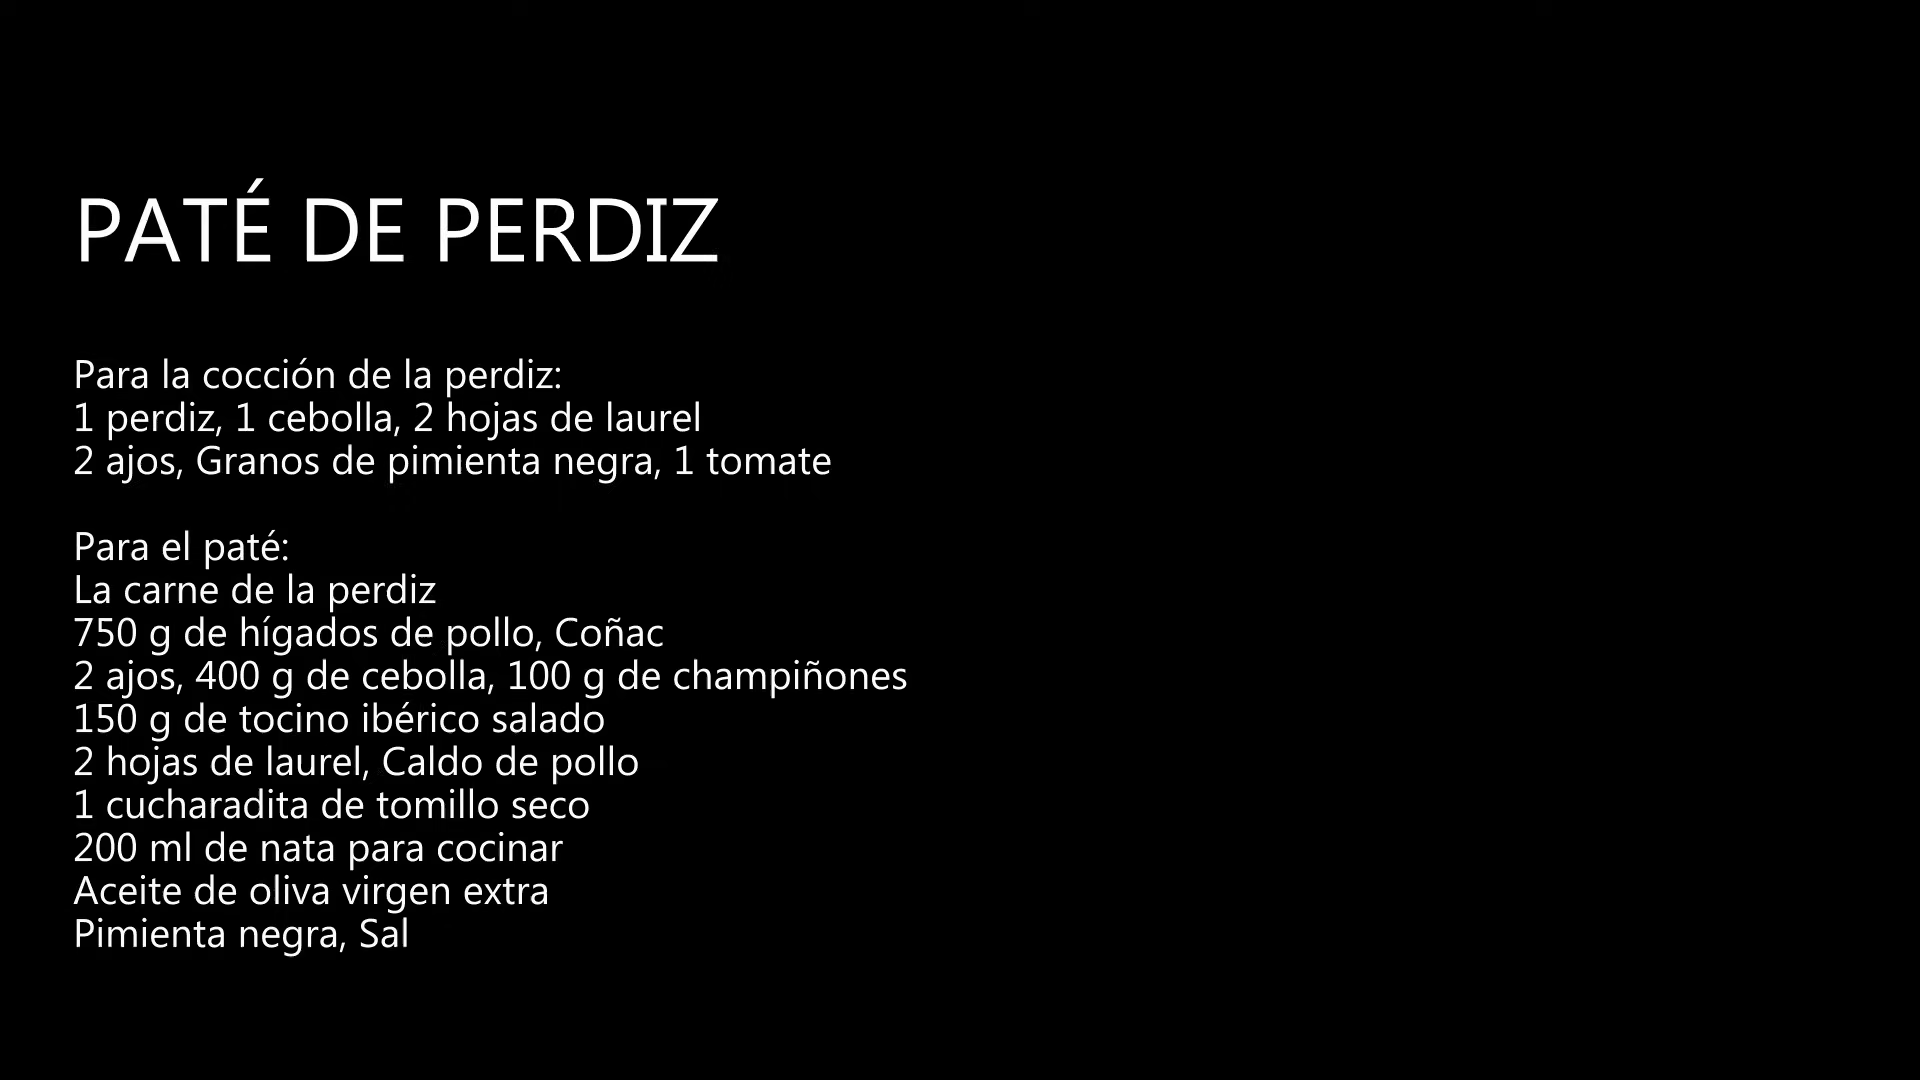 PATÉ DE PERDIZ
Para la cocción de la perdiz:
1 perdiz, 1 cebolla, 2 hojas de laurel
2 ajos, Granos de pimienta negra, 1 tomate
Para el paté:
La carne de la perdiz
750 g de hígados de pollo, Coñac
2 ajos, 400 g de cebolla, 100 g de champiñones
150 g de tocino ibérico salado
2 hojas de laurel, Caldo de pollo
1 cucharadita de tomillo seco
200 ml de nata para cocinar
Aceite de oliva virgen extra
Pimienta negra, Sal